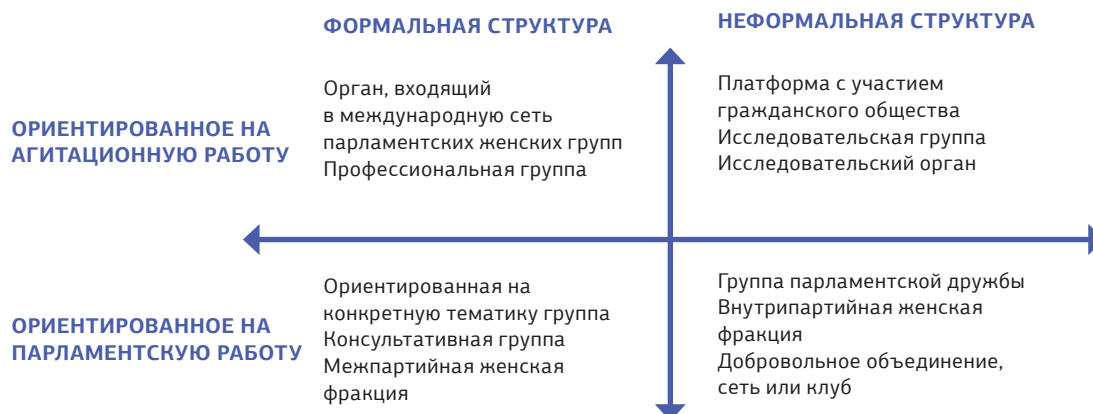 ФОРМАЛЬНАЯ СТРУКТУРА
НЕФОРМАЛЬНАЯ СТРУКТУРА
ОРИЕНТИРОВАННОЕ НА
АГИТАЦИОННУЮ РАБОТУ
Орган, входящий
в международную сеть
парламентских женских групп
Профессиональная группа
Платформа с участием
гражданского общества
Исследовательская группа
Исследовательский орган
ОРИЕНТИРОВАННОЕ НА
ПАРЛАМЕНТСКУЮ РАБОТУ
Ориентированная на
конкретную тематику группа
Консультативная группа
Межпартийная женская
фракция
Группа парламентской дружбы
Внутрипартийная женская
фракция
Добровольное объединение,
сеть или клуб